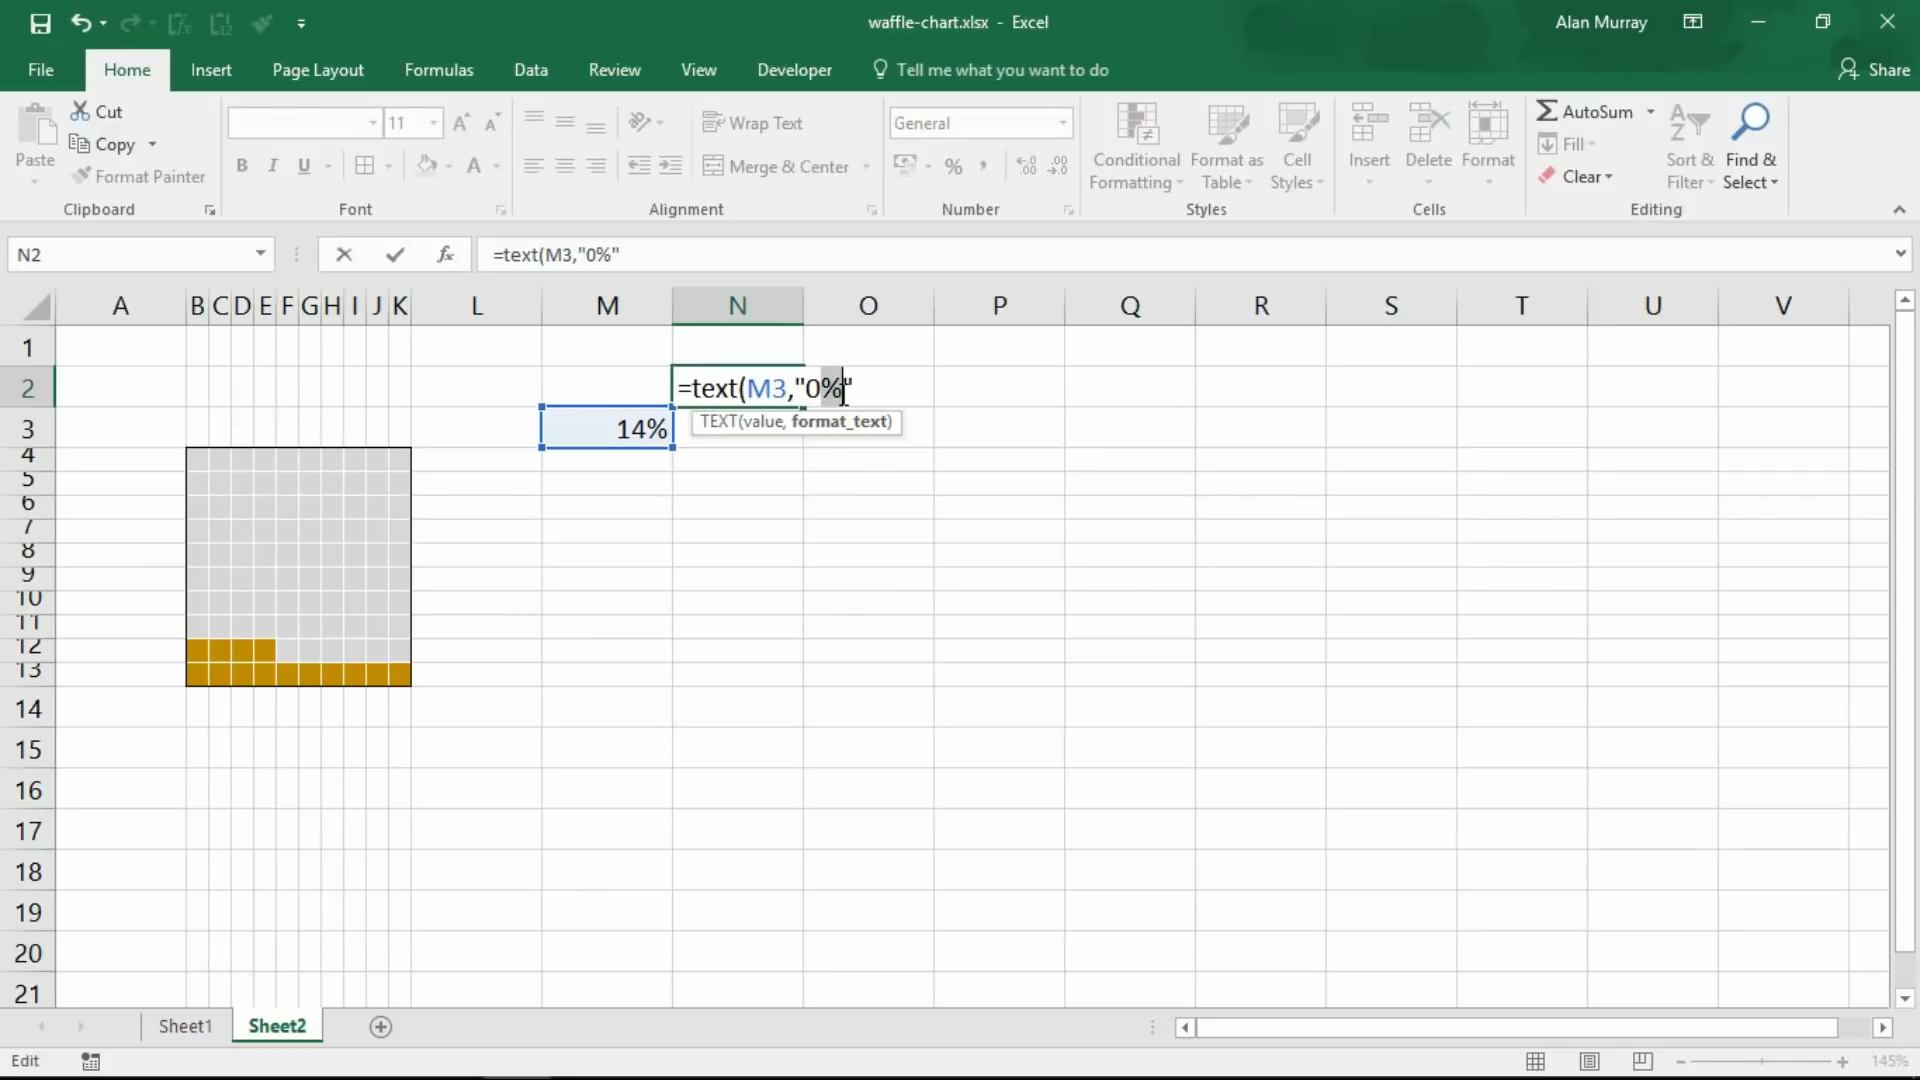 waffle-chart.xlsx - Excel
Alan Murray
File Home Insert Page Layout Formulas Data Review View Developer Tell me what you want to do Share
Paste
Cut
Copy
Format Painter
Clipboard
11
B I U
Font
Wrap Text
Merge & Center
Alignment
General
%
Number
Conditional Formatting
Format as Table
Cell Styles
Styles
Insert Delete Format
Cells
AutoSum
Fill
Clear
Sort & Filter
Find & Select
Editing
N2
fx
=text(M3,"0%"
A B C D E F G H I J K L M N O P Q R S T U V
1
2 =text(M3,"0%"
TEXT(value, format_text)
3 14%
4
5
6
7
8
9
10
11
12
13
14
15
16
17
18
19
20
21
Sheet1 Sheet2
Edit
145%